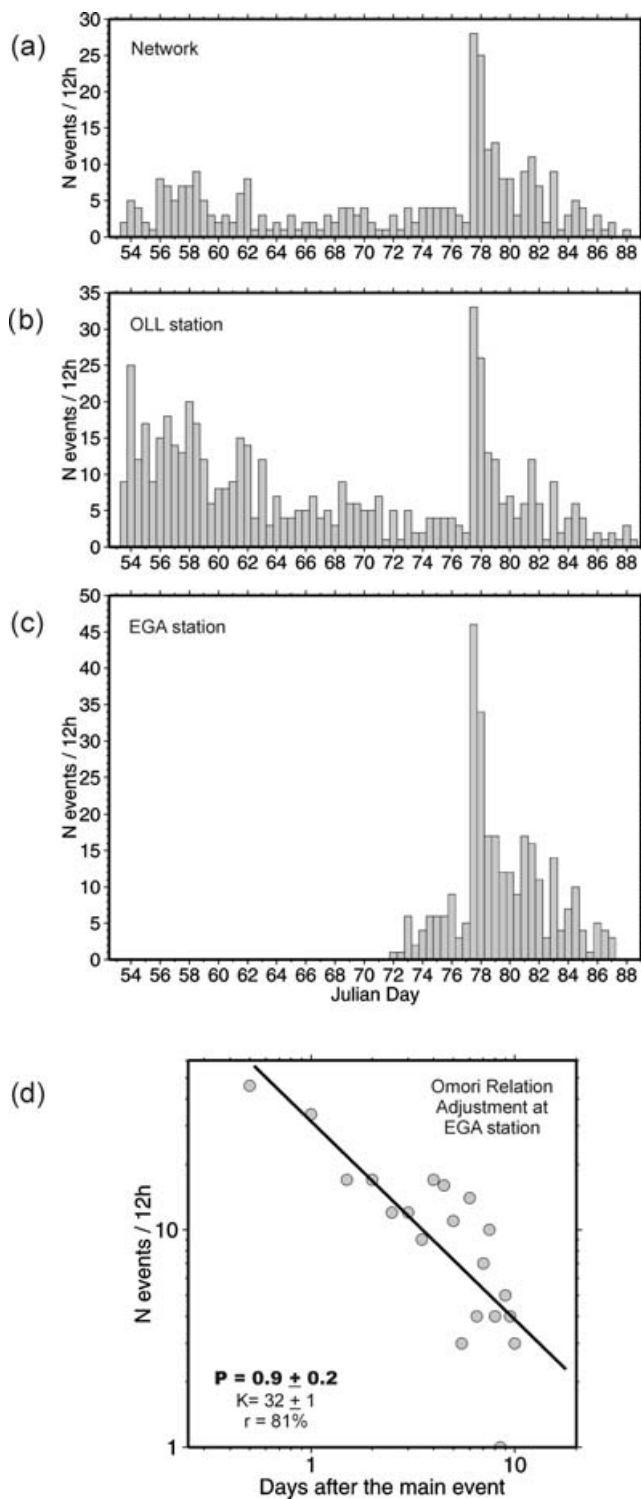 (a)
Network
N events / 12h
30
25
20
15
10
5
0
54 56 58 60 62 64 66 68 70 72 74 76 78 80 82 84 86 88
(b)
OLL station
N events / 12h
35
30
25
20
15
10
5
0
54 56 58 60 62 64 66 68 70 72 74 76 78 80 82 84 86 88
(c)
EGA station
N events / 12h
50
45
40
35
30
25
20
15
10
5
0
54 56 58 60 62 64 66 68 70 72 74 76 78 80 82 84 86 88
Julian Day
(d)
Omori Relation
Adjustment at
EGA station
N events / 12h
10
1
P = 0.9 ± 0.2
K= 32 ± 1
r = 81%
1 10
Days after the main event